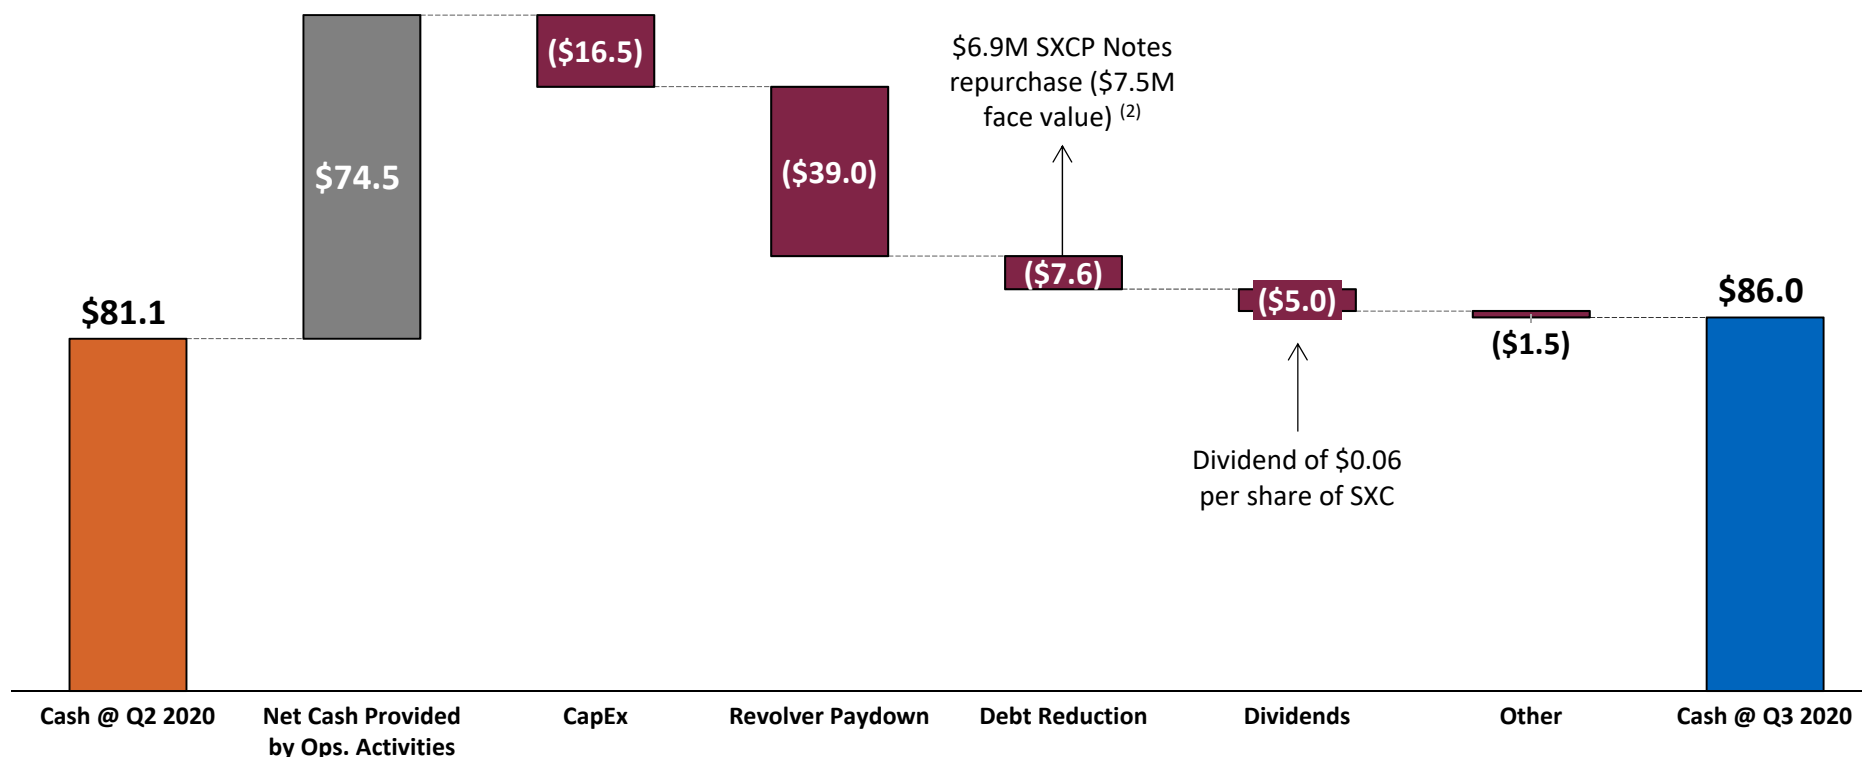 ($16.5)
$6.9M SXCP Notes
repurchase ($7.5M
face value) (2)
$74.5
($39.0)
($7.6)
$81.1
($5.0)
$86.0
($1.5)
Dividend of $0.06
per share of SXC
Cash @ Q2 2020
Net Cash Provided
by Ops. Activities
CapEx
Revolver Paydown
Debt Reduction
Dividends
Other
Cash @ Q3 2020